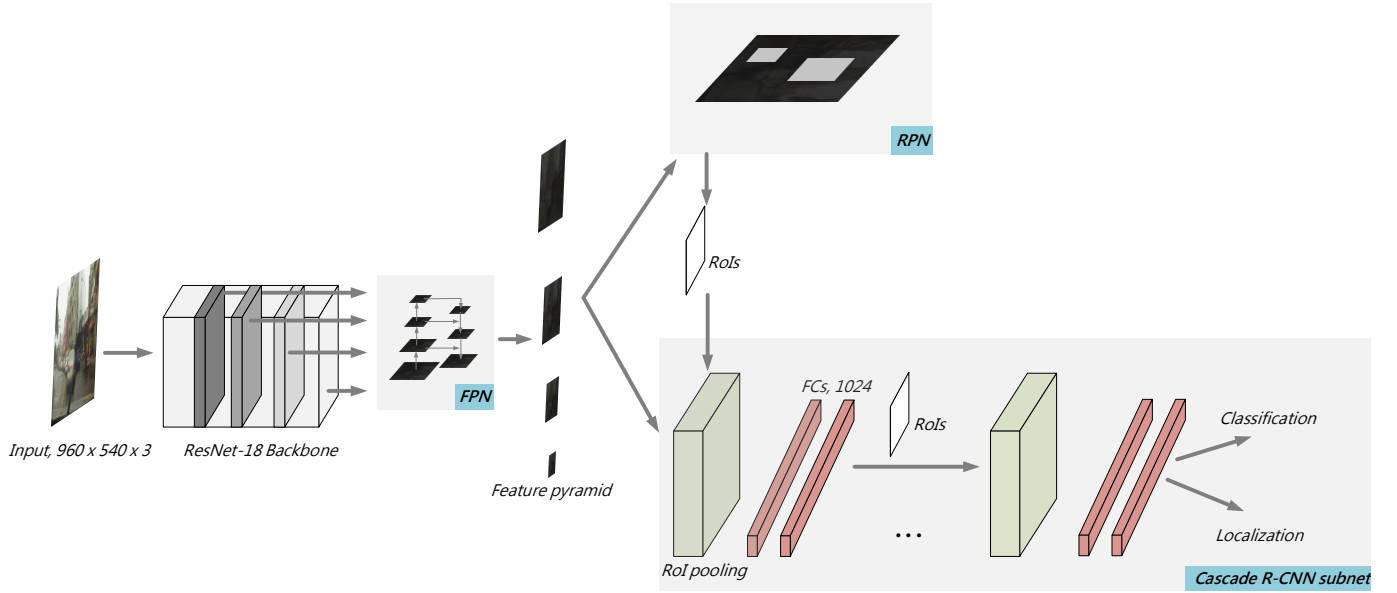 RPN
RoIs
FPN
Input, 960 x 540 x 3
ResNet-18 Backbone
Feature pyramid
FCs, 1024
RoIs
Classification
...
Localization
RoI pooling
Cascade R-CNN subnet